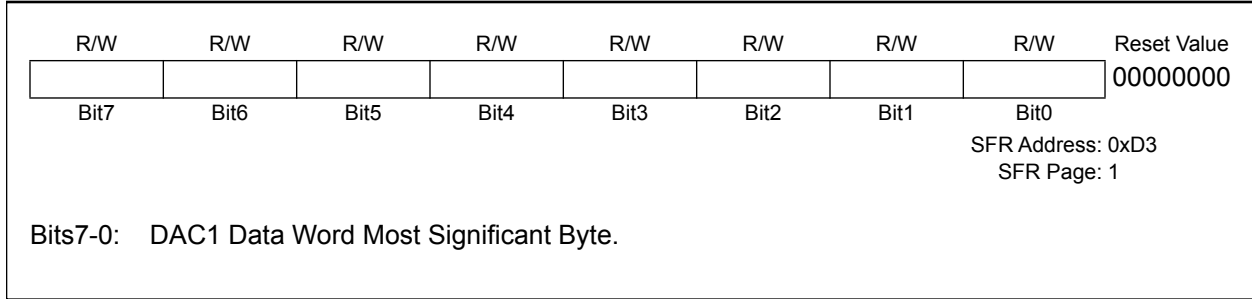 R/W R/W R/W R/W R/W R/W R/W R/W Reset Value
00000000
Bit7 Bit6 Bit5 Bit4 Bit3 Bit2 Bit1 Bit0
SFR Address: 0xD3
SFR Page: 1
Bits7-0: DAC1 Data Word Most Significant Byte.